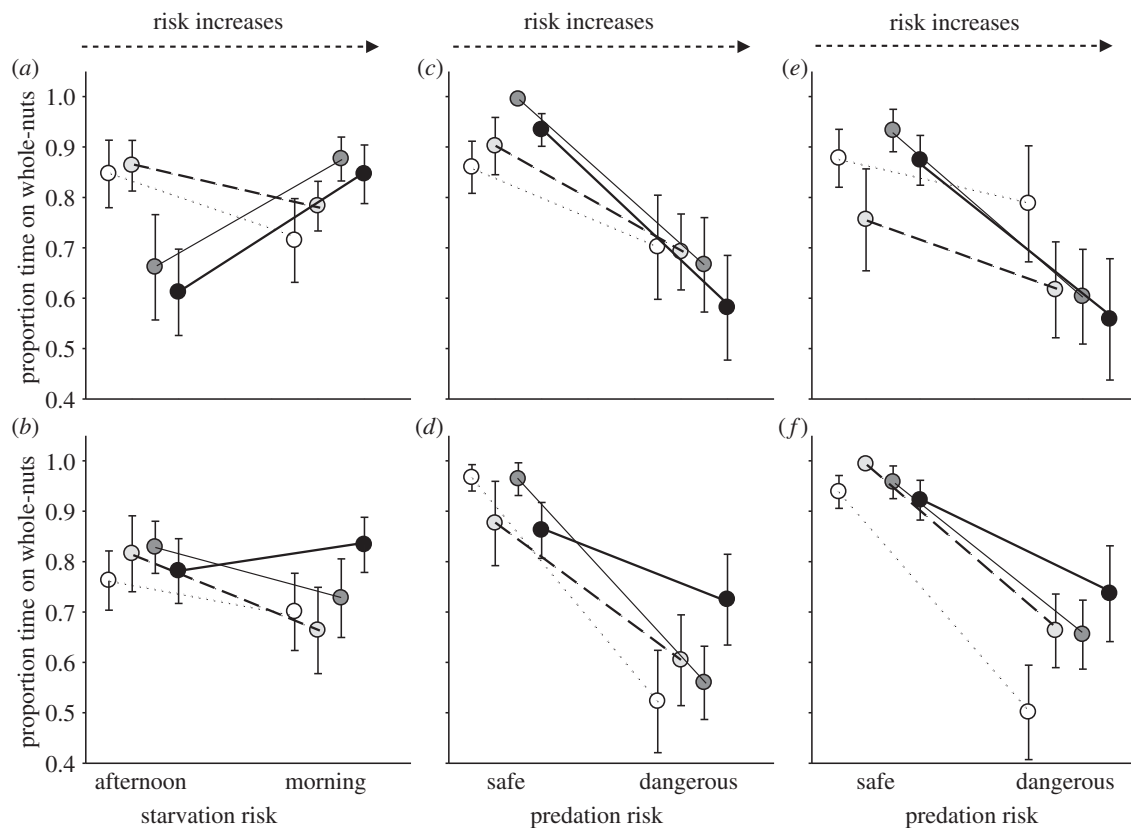 risk increases
risk increases
risk increases
(a)
(c)
(e)
1.0
0.9
0.8
0.7
0.6
0.5
0.4
proportion time on whole-nuts
(b)
(d)
(f)
1.0
0.9
0.8
0.7
0.6
0.5
0.4
proportion time on whole-nuts
afternoon morning
safe dangerous
safe dangerous
starvation risk
predation risk
predation risk